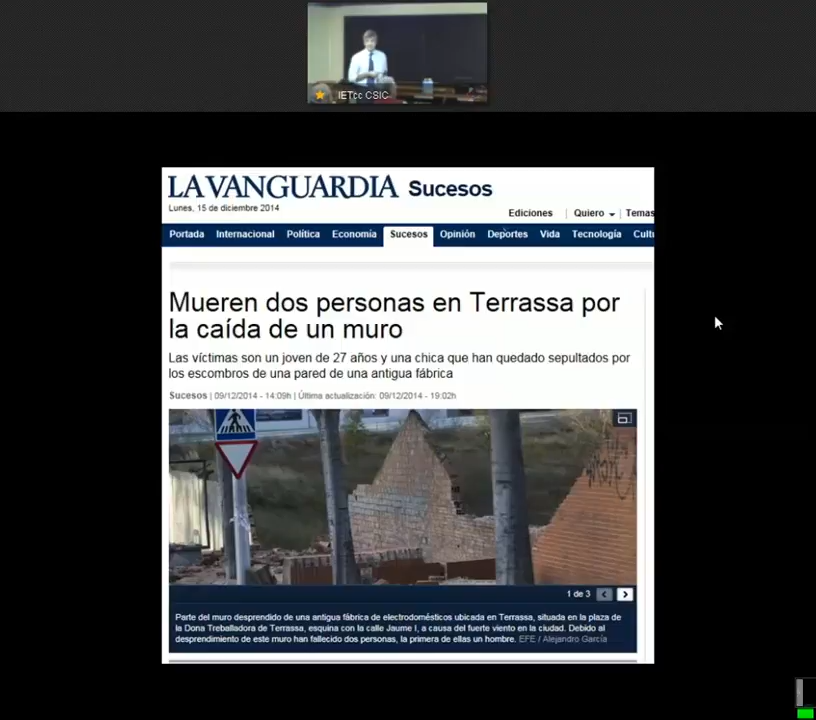 IETcc CSIC
LA VANGUARDIA Sucesos
Lunes, 15 de diciembre 2014
Ediciones | Quiero | Temas
Portada Internacional Política Economía Sucesos Opinión Deportes Vida Tecnología Cultu
Mueren dos personas en Terrassa por
la caída de un muro
Las víctimas son un joven de 27 años y una chica que han quedado sepultados por
los escombros de una pared de una antigua fábrica
Sucesos | 09/12/2014 - 14:09h | Última actualización: 09/12/2014 - 19:02h
1 de 3
Parte del muro desprendido de una antigua fábrica de electrodomésticos ubicada en Terrassa, situada en la plaza de
la Dona Treballadora de Terrassa, esquina con la calle Jaume I, a causa del fuerte viento en la ciudad. Debido al
desprendimiento de este muro han fallecido dos personas, la primera de ellas un hombre. EFE / Alejandro García